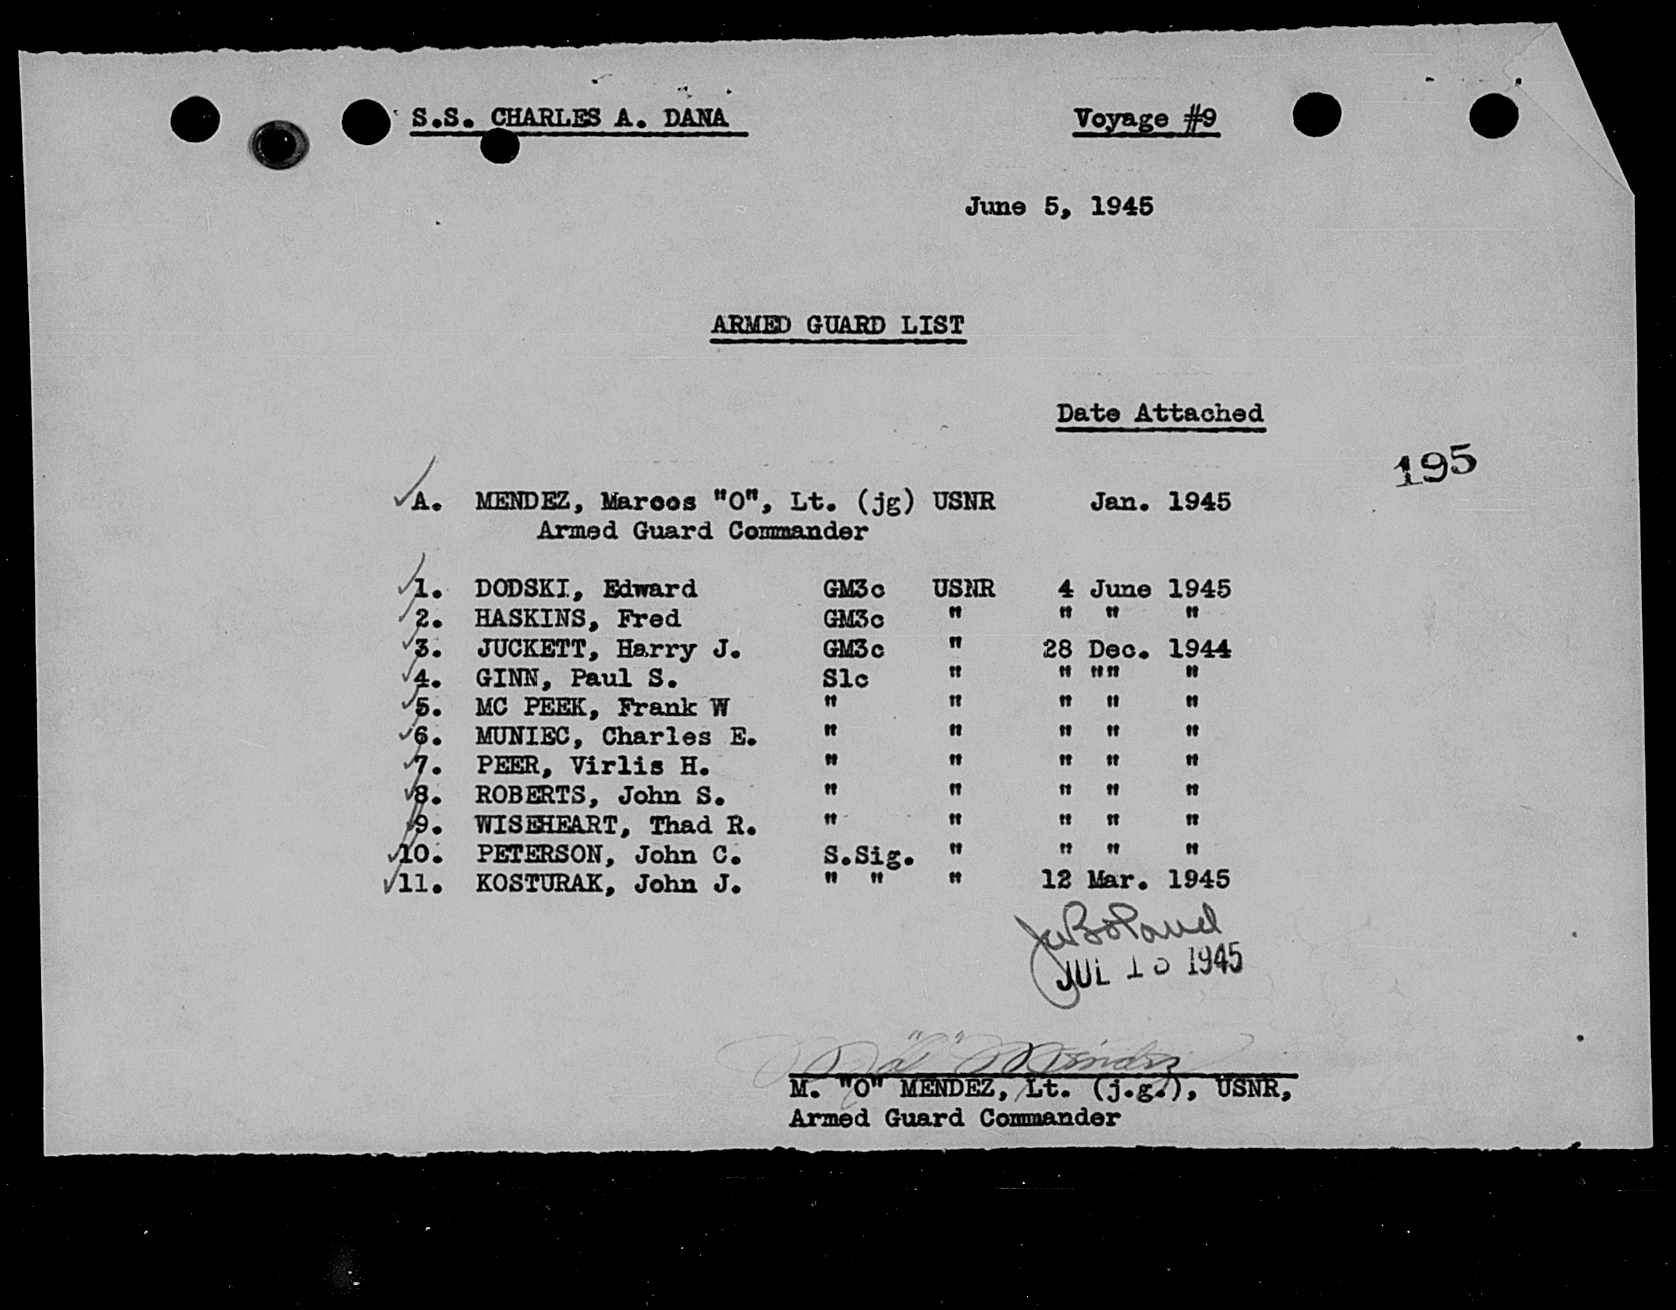 S.S. CHARLES A. DANA Voyage #9
June 5, 1945
ARMED GUARD LIST
Date Attached
195
A. MENDEZ, Marcos "O", Lt. (jg) USNR Jan. 1945
Armed Guard Commander
1. DODSKI, Edward GM3c USNR 4 June 1945
2. HASKINS, Fred GM3c " " " "
3. JUCKETT, Harry J. GM3c " 28 Dec. 1944
4. GINN, Paul S. S1c " " "" "
5. MC PEEK, Frank W " " " " "
6. MUNIEC, Charles E. " " " " "
7. PEER, Virlis H. " " " " "
8. ROBERTS, John S. " " " " "
9. WISEHEART, Thad R. " " " " "
10. PETERSON, John C. S.Sig. " " " "
11. KOSTURAK, John J. " " " 12 Mar. 1945
JUL 1945
M. "O" MENDEZ, Lt. (j.g.), USNR,
Armed Guard Commander